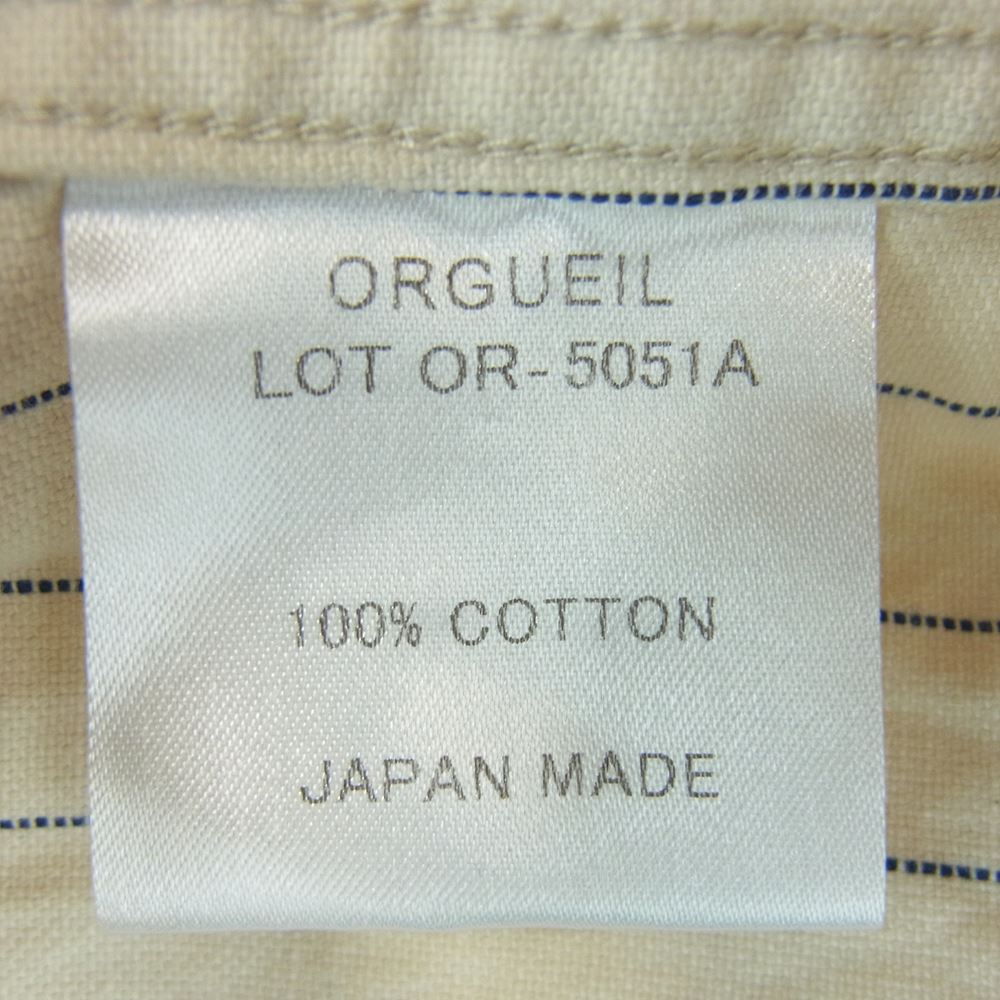 ORGUEIL
LOT OR-5051A
100% COTTON
JAPAN MADE